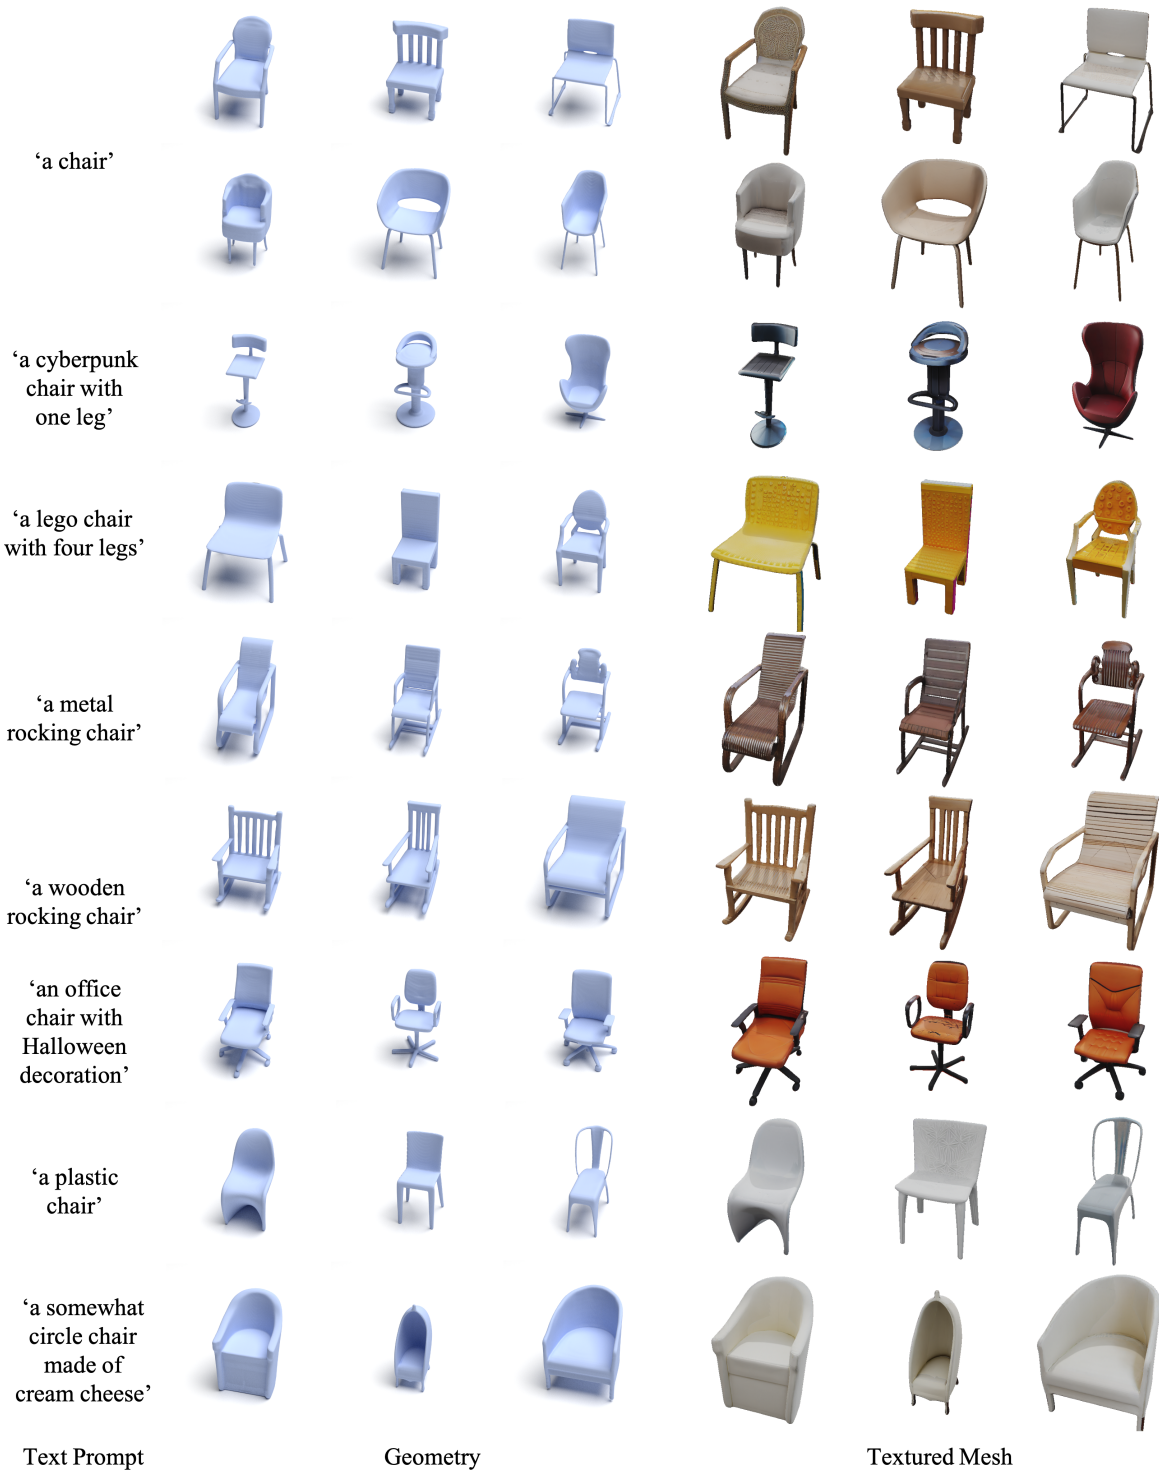 ‘a chair’
‘a cyberpunk
chair with
one leg’
‘a lego chair
with four legs’
‘a metal
rocking chair’
‘a wooden
rocking chair’
‘an office
chair with
Halloween
decoration’
‘a plastic
chair’
‘a somewhat
circle chair
made of
cream cheese’
Text Prompt
Geometry
Textured Mesh